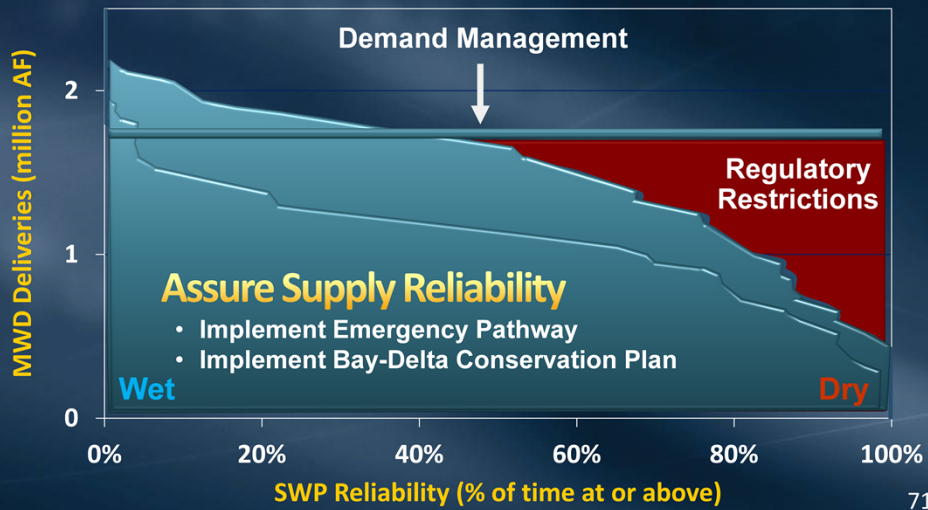 Demand Management
MWD Deliveries (million AF)
2
1
0
Regulatory
Restrictions
Assure Supply Reliability
• Implement Emergency Pathway
• Implement Bay-Delta Conservation Plan
Wet
Dry
0%
20%
40%
60%
80%
100%
SWP Reliability (% of time at or above)
71